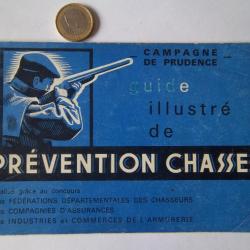 CAMPAGNE
DE PRUDENCE
guide
illustré
de
PRÉVENTION CHASSE
grâce au concours
FÉDÉRATIONS DÉPARTEMENTALES DES CHASSEURS
COMPAGNIES D'ASSURANCES
INDUSTRIES et COMMERCES DE L'ARMURERIE